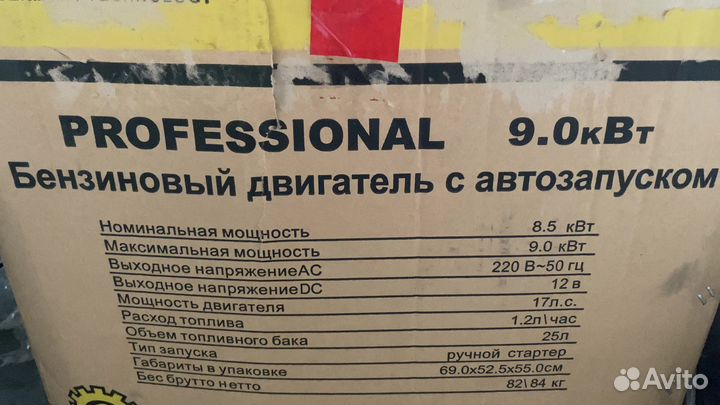 PROFESSIONAL 9.0кВт
Бензиновый двигатель с автозапуском
Номинальная мощность 8.5 кВт
Максимальная мощность 9.0 кВт
Выходное напряжениеAC 220 В~50 гц
Выходное напряжениеDC 12 в
Мощность двигателя 17л.с.
Расход топлива 1.2л\час
Объем топливного бака 25л
Тип запуска ручной стартер
Габариты в упаковке 69.0x52.5x55.0см
Бес брутто нетто 82\84 кг
Avito